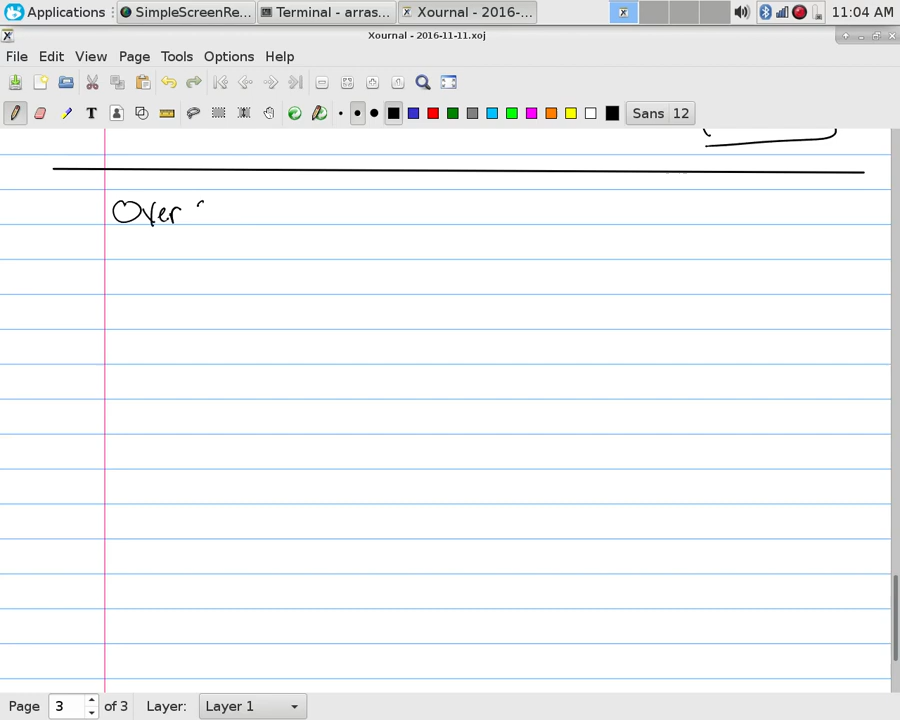 Applications SimpleScreenRe... Terminal - arras... Xournal - 2016-... 11:04 AM
Xournal - 2016-11-11.xoj
File Edit View Page Tools Options Help
T Sans 12
Over
Page 3 of 3 Layer: Layer 1